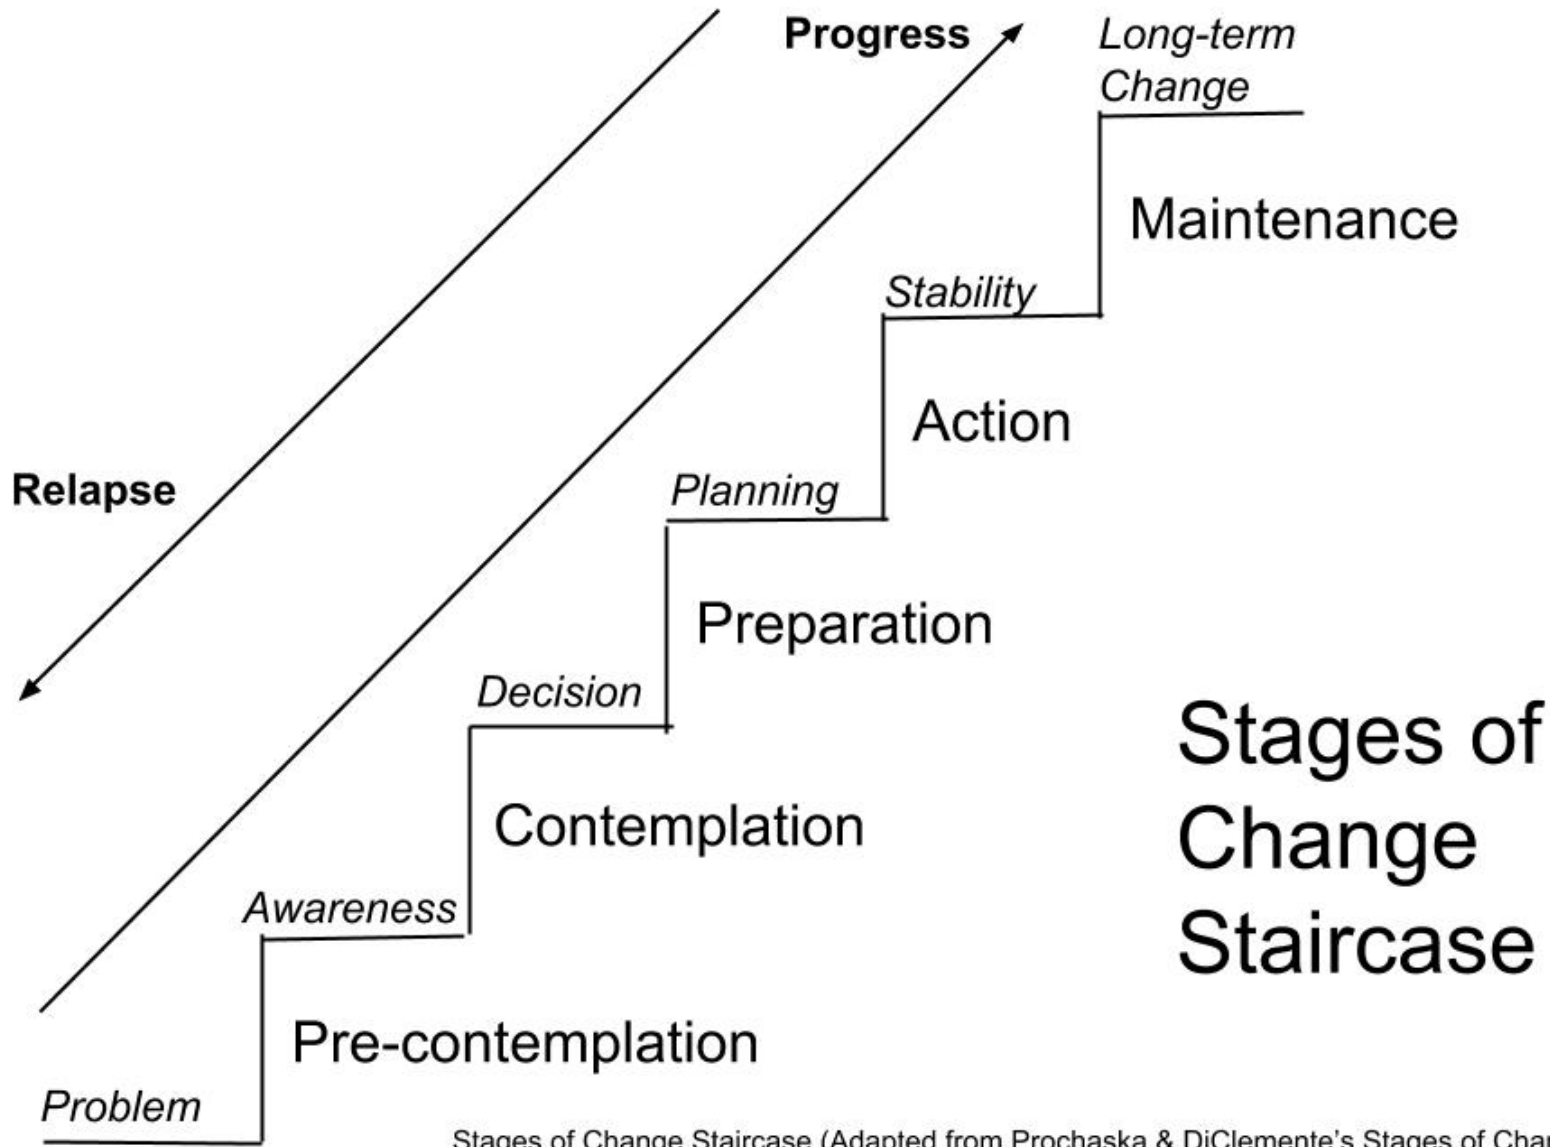 Progress
Long-term
Change
Maintenance
Stability
Action
Relapse
Planning
Preparation
Decision
Stages of
Change
Staircase
Contemplation
Awareness
Pre-contemplation
Problem
Stages of Change Staircase (Adapted from Prochaska & DiClemente's Stages of